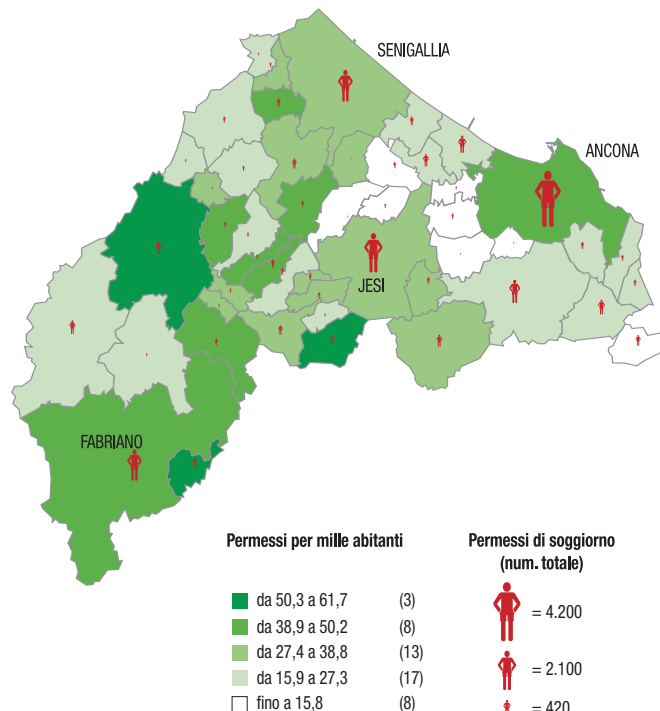 SENIGALLIA
ANCONA
JESI
FABRIANO
Permessi per mille abitanti
da 50,3 a 61,7 (3)
da 38,9 a 50,2 (8)
da 27,4 a 38,8 (13)
da 15,9 a 27,3 (17)
fino a 15,8 (8)
Permessi di soggiorno
(num. totale)
= 4.200
= 2.100
= 420